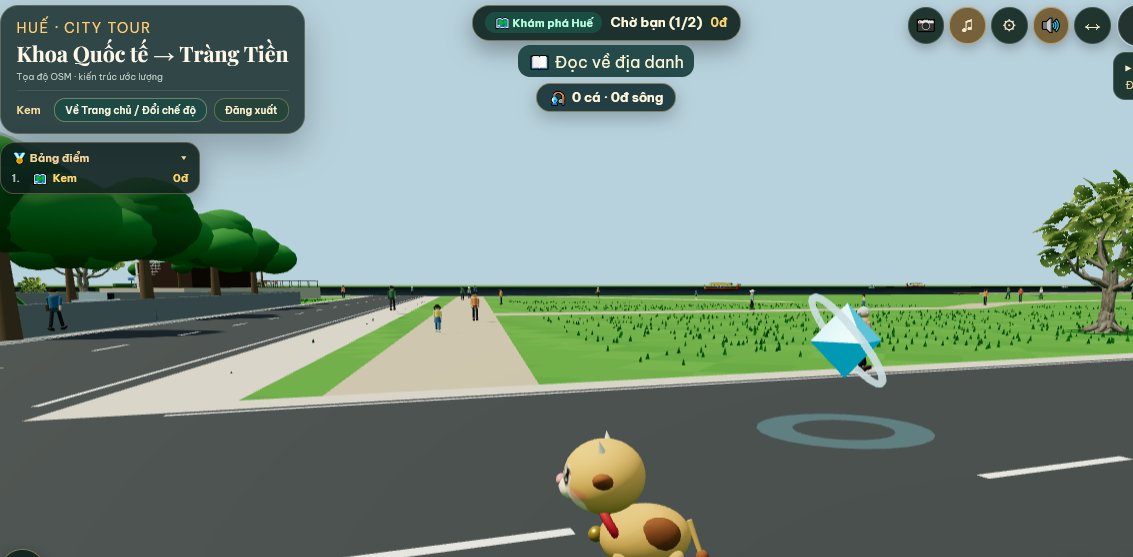 HUẾ · CITY TOUR
Khoa Quốc tế → Tràng Tiền
Tọa độ OSM · kiến trúc ước lượng
Kem Về Trang chủ / Đổi chế độ Đăng xuất
Bảng điểm
1. Kem 0đ
Khám phá Huế Chờ bạn (1/2) 0đ
Đọc về địa danh
0 cá · 0đ sông